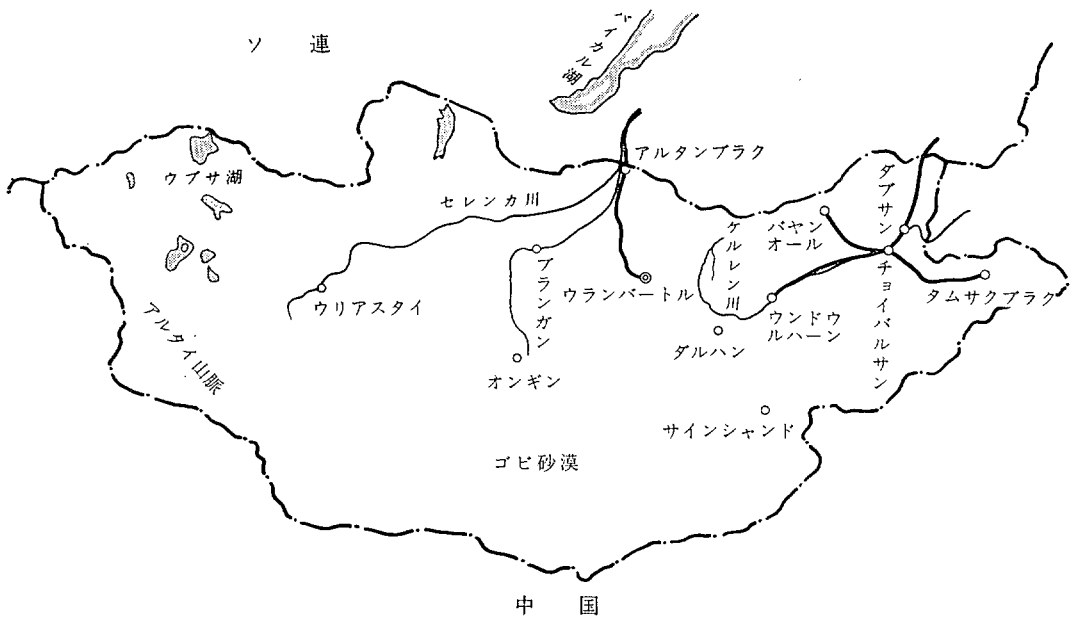 ソ連
バイカル湖
アルタンブラク
ウブサ湖
セレンカ川
ダブサン
バヤン
オール
ケルレン川
ブランガン
ウランバートル
タムサクブラク
ウリアスタイ
ウンドウ
ルハーン
チョイバルサン
アルタイ山脈
ダルハン
オンギン
サインシャンド
ゴビ砂漠
中国